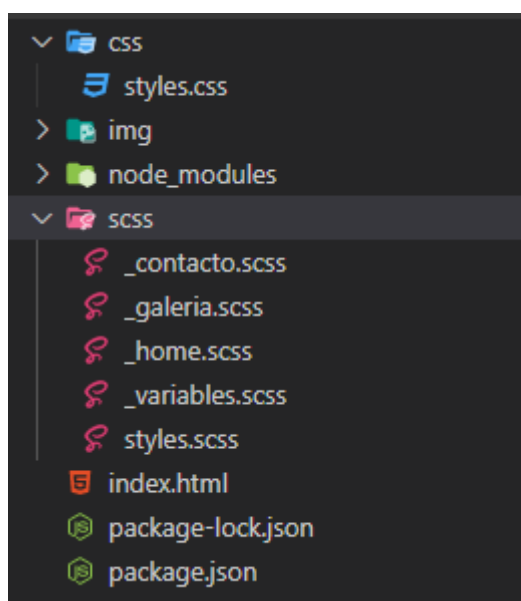 css
styles.css
img
node_modules
scss
_contacto.scss
_galeria.scss
_home.scss
_variables.scss
styles.scss
index.html
package-lock.json
package.json